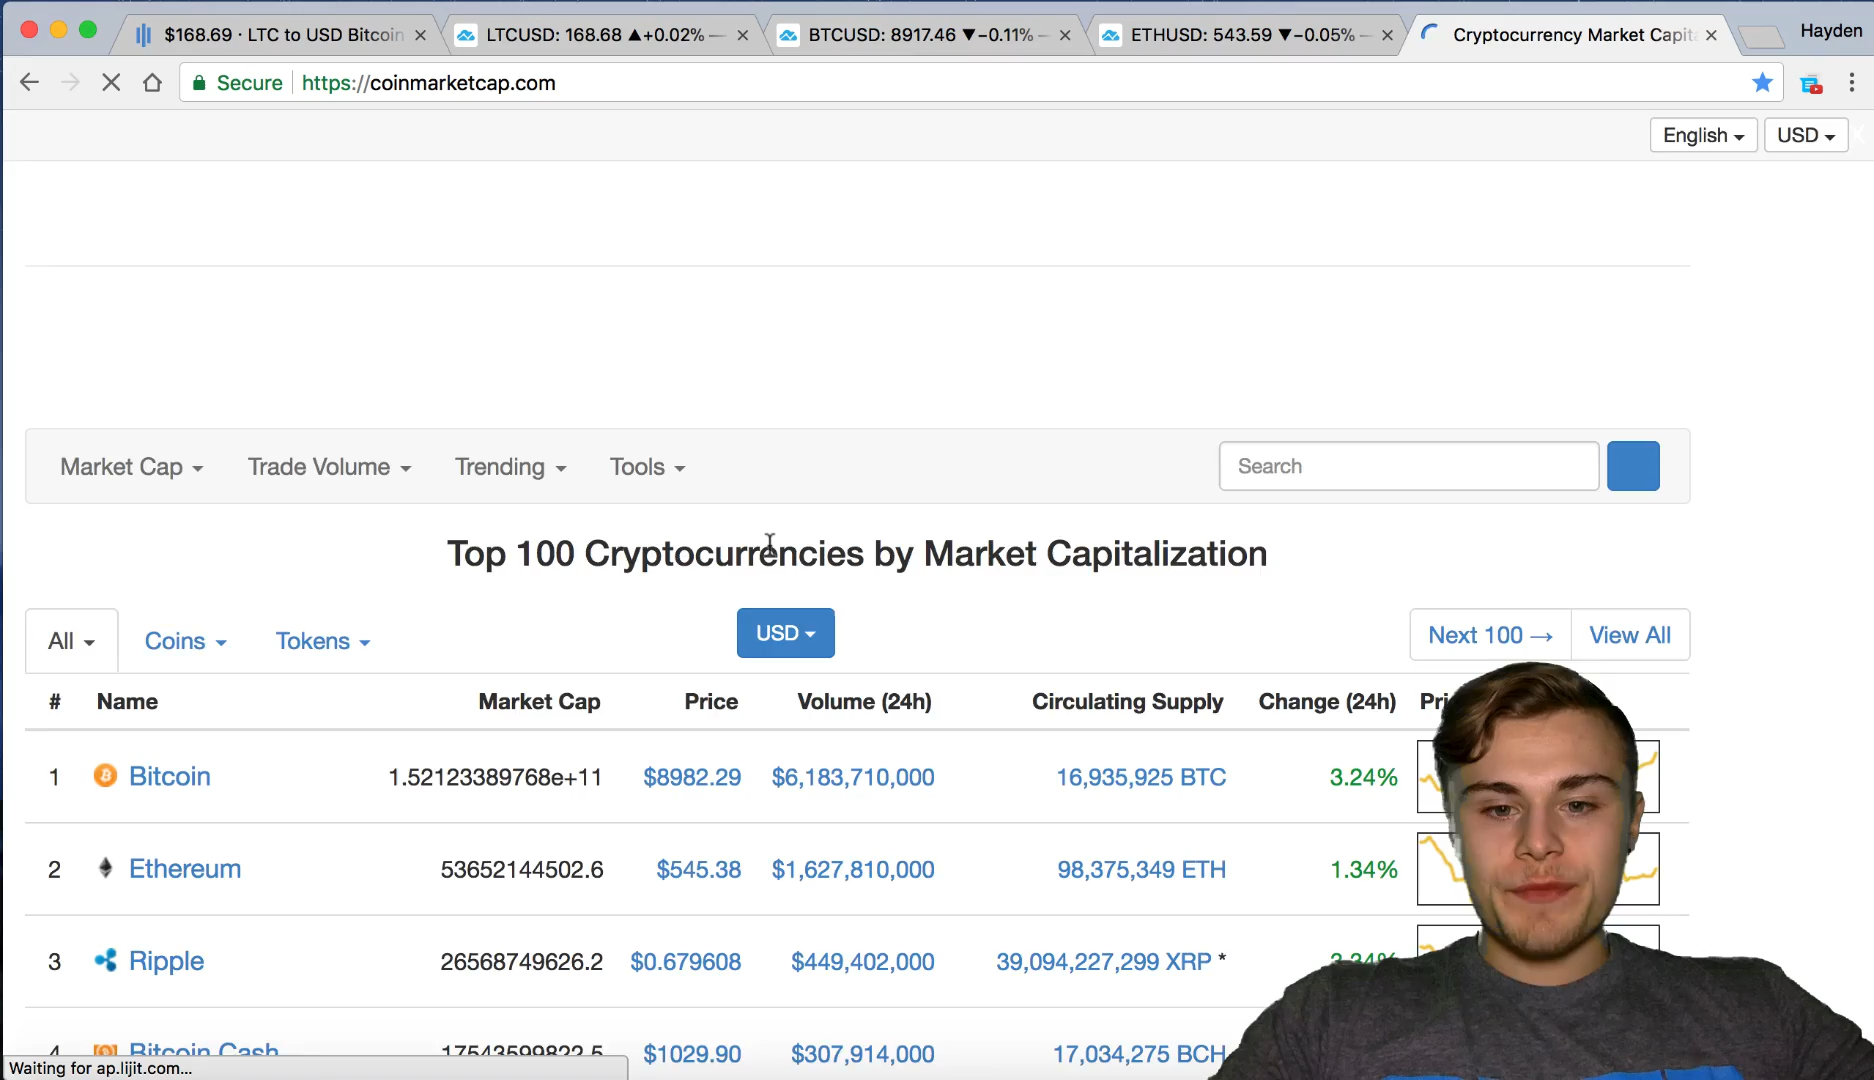 $168.69 · LTC to USD Bitcoin
LTCUSD: 168.68 ▲+0.02% —
BTCUSD: 8917.46 ▼−0.11% —
ETHUSD: 543.59 ▼−0.05% —
Cryptocurrency Market Capit
Hayden
Secure https://coinmarketcap.com
English USD
Market Cap Trade Volume Trending Tools Search
Top 100 Cryptocurrencies by Market Capitalization
All Coins Tokens USD Next 100 → View All
# Name Market Cap Price Volume (24h) Circulating Supply Change (24h)
1 Bitcoin 1.52123389768e+11 $8982.29 $6,183,710,000 16,935,925 BTC 3.24%
2 Ethereum 53652144502.6 $545.38 $1,627,810,000 98,375,349 ETH 1.34%
3 Ripple 26568749626.2 $0.679608 $449,402,000 39,094,227,299 XRP *
4 Bitcoin Cash 17543599822.5 $1029.90 $307,914,000 17,034,275 BCH
Waiting for ap.lijit.com...